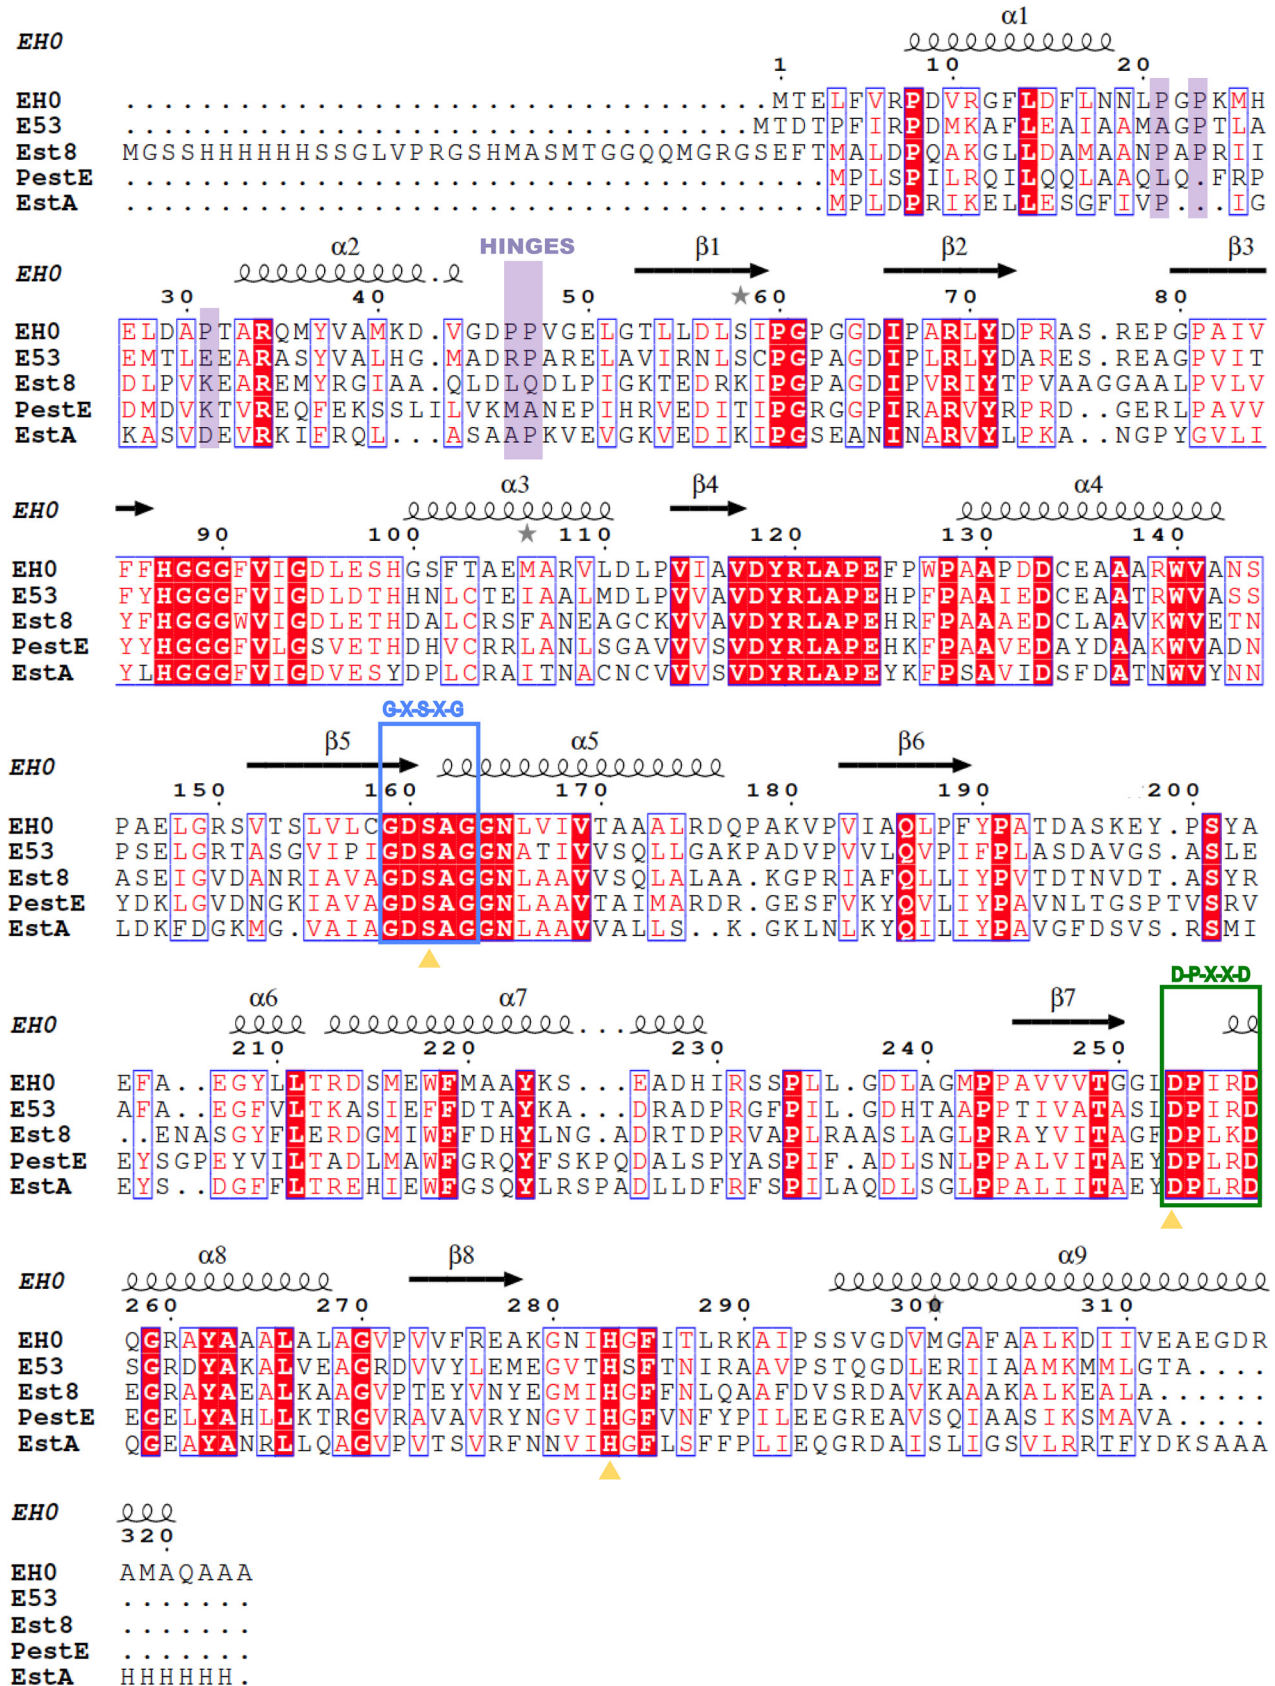 α1
EH0
1 10 20
EH0 ..................................MTELFVRPDVRGFLDFLNNLPGPKMH
E53 .................................MTDTPFIRPDMKAFLEAIAAMAGPTLA
Est8 MGSSHHHHHHSSGLVPRGSHMASMTGGQQMGRGSEFTMALDPQAKGLLDAMAANPAPRII
PestE .....................................MPLSPILRQILQQLAAQLQ.FRP
EstA .....................................MPLDPRIKELLESGFIVP...IG
α2 HINGES β1 β2 β3
EH0
30 40 50 60 70 80
EH0 ELDAPTARQMYVAMKD.VGDPPVGELGTLLDLSIPGPGGDIPARLYDPRAS.REPGPAIV
E53 EMTLEEARASYVALHG.MADRPARELAVIRNLSCPGPAGDIPLRLYDARES.REAGPVIT
Est8 DLPVKEAREMYRGIAA.QLDLQDLPIGKTEDRKIPGPAGDIPVRIYTPVAAGGAALPVLV
PestE DMDVKTVREQFEKSSLILVKMANEPIHRVEDITIPGRGGPIRARVYRPRD..GERLPAVV
EstA KASVDEVRKIFRQL...ASAAPKVEVGKVEDIKIPGSEANINARVYLPKA..NGPYGVLI
α3 β4 α4
EH0
90 100 110 120 130 140
EH0 FFHGGGFVIGDLESHGSFTAEMARVLDLPVIAVDYRLAPEFPWPAAPDDCEAAARWVANS
E53 FYHGGGFVIGDLDTHHNLCTEIAALMDLPVVAVDYRLAPEHPFPAAIEDCEAATRWVASS
Est8 YFHGGGWVIGDLETHDALCRSFANEAGCKVVAVDYRLAPEHRFPAAAEDCLAAVKWVETN
PestE YYHGGGFVLGSVETHDHVCRRLANLSGAVVVSVDYRLAPEHKFPAAVEDAYDAAKWVADN
EstA YLHGGGFVIGDVESYDPLCRAITNACNCVVVSVDYRLAPEYKFPSAVIDSFDATNWVYNN
G-X-S-X-G
β5 α5 β6
EH0
150 160 170 180 190 200
EH0 PAELGRSVTSLVLCGDSAGGNLVIVTAAALRDQPAKVPVIAQLPFYPATDASKEY.PSYA
E53 PSELGRTASGVIPIGDSAGGNATIVVSQLLGAKPADVPVVLQVPIFPLASDAVGS.ASLE
Est8 ASEIGVDANRIAVAGDSAGGNLAAVVSQLALAA.KGPRIAFQLLIYPVTDTNVDT.ASYR
PestE YDKLGVDNGKIAVAGDSAGGNLAAVTAIMARDR.GESFVKYQVLIYPAVNLTGSPTVSRV
EstA LDKFDGKMG.VAIAGDSAGGNLAAVVALLS..K.GKLNLKYQILIYPAVGFDSVS.RSMI
D-P-X-X-D
α6 α7 β7
EH0
210 220 230 240 250
EH0 EFA..EGYLLTRDSMEWFMAAYKS...EADHIRSSPLL.GDLAGMPPAVVVTGGLDPIRD
E53 AFA..EGFVLTKASIEFFDTAYKA...DRADPRGFPIL.GDHTAAPPTIVATASLDPIRD
Est8 ..ENASGYFLERDGMIWFFDHYLNG.ADRTDPRVAPLRAASLAGLPRAYVITAGFDPLKD
PestE EYSGPEYVILTADLMAWFGRQYFSKPQDALSPYASPIF.ADLSNLPPALVITAEYDPLRD
EstA EYS..DGFFLTREHIEWFGSQYLRSPADLLDFRFSPILAQDLSGLPPALIITAEYDPLRD
α8 β8 α9
EH0
260 270 280 290 300 310
EH0 QGRAYAAALALAGVPVVFREAKGNIHGFITLRKAIPSSVGDVMGAFAALKDIIVEAEGDR
E53 SGRDYAKALVEAGRDVVYLEMEGVTHSFTNIRAAVPSTQGDLERIIAAMKMMLGTA....
Est8 EGRAYAEALKAAGVPTEYVNYEGMIHGFFNLQAAFDVSRDAVKAAAKALKEALA......
PestE EGELYAHLLKTRGVRAVAVRYNGVIHGFVNFYPILEEGREAVSQIAASIKSMAVA.....
EstA QGEAYANRLLQAGVPVTSVRFNNVIHGFLSFFPLIEQGRDAISLIGSVLRRTFYDKSAAA
EH0
320
EH0 AMAQAAA
E53 .......
Est8 .......
PestE .......
EstA HHHHHH.